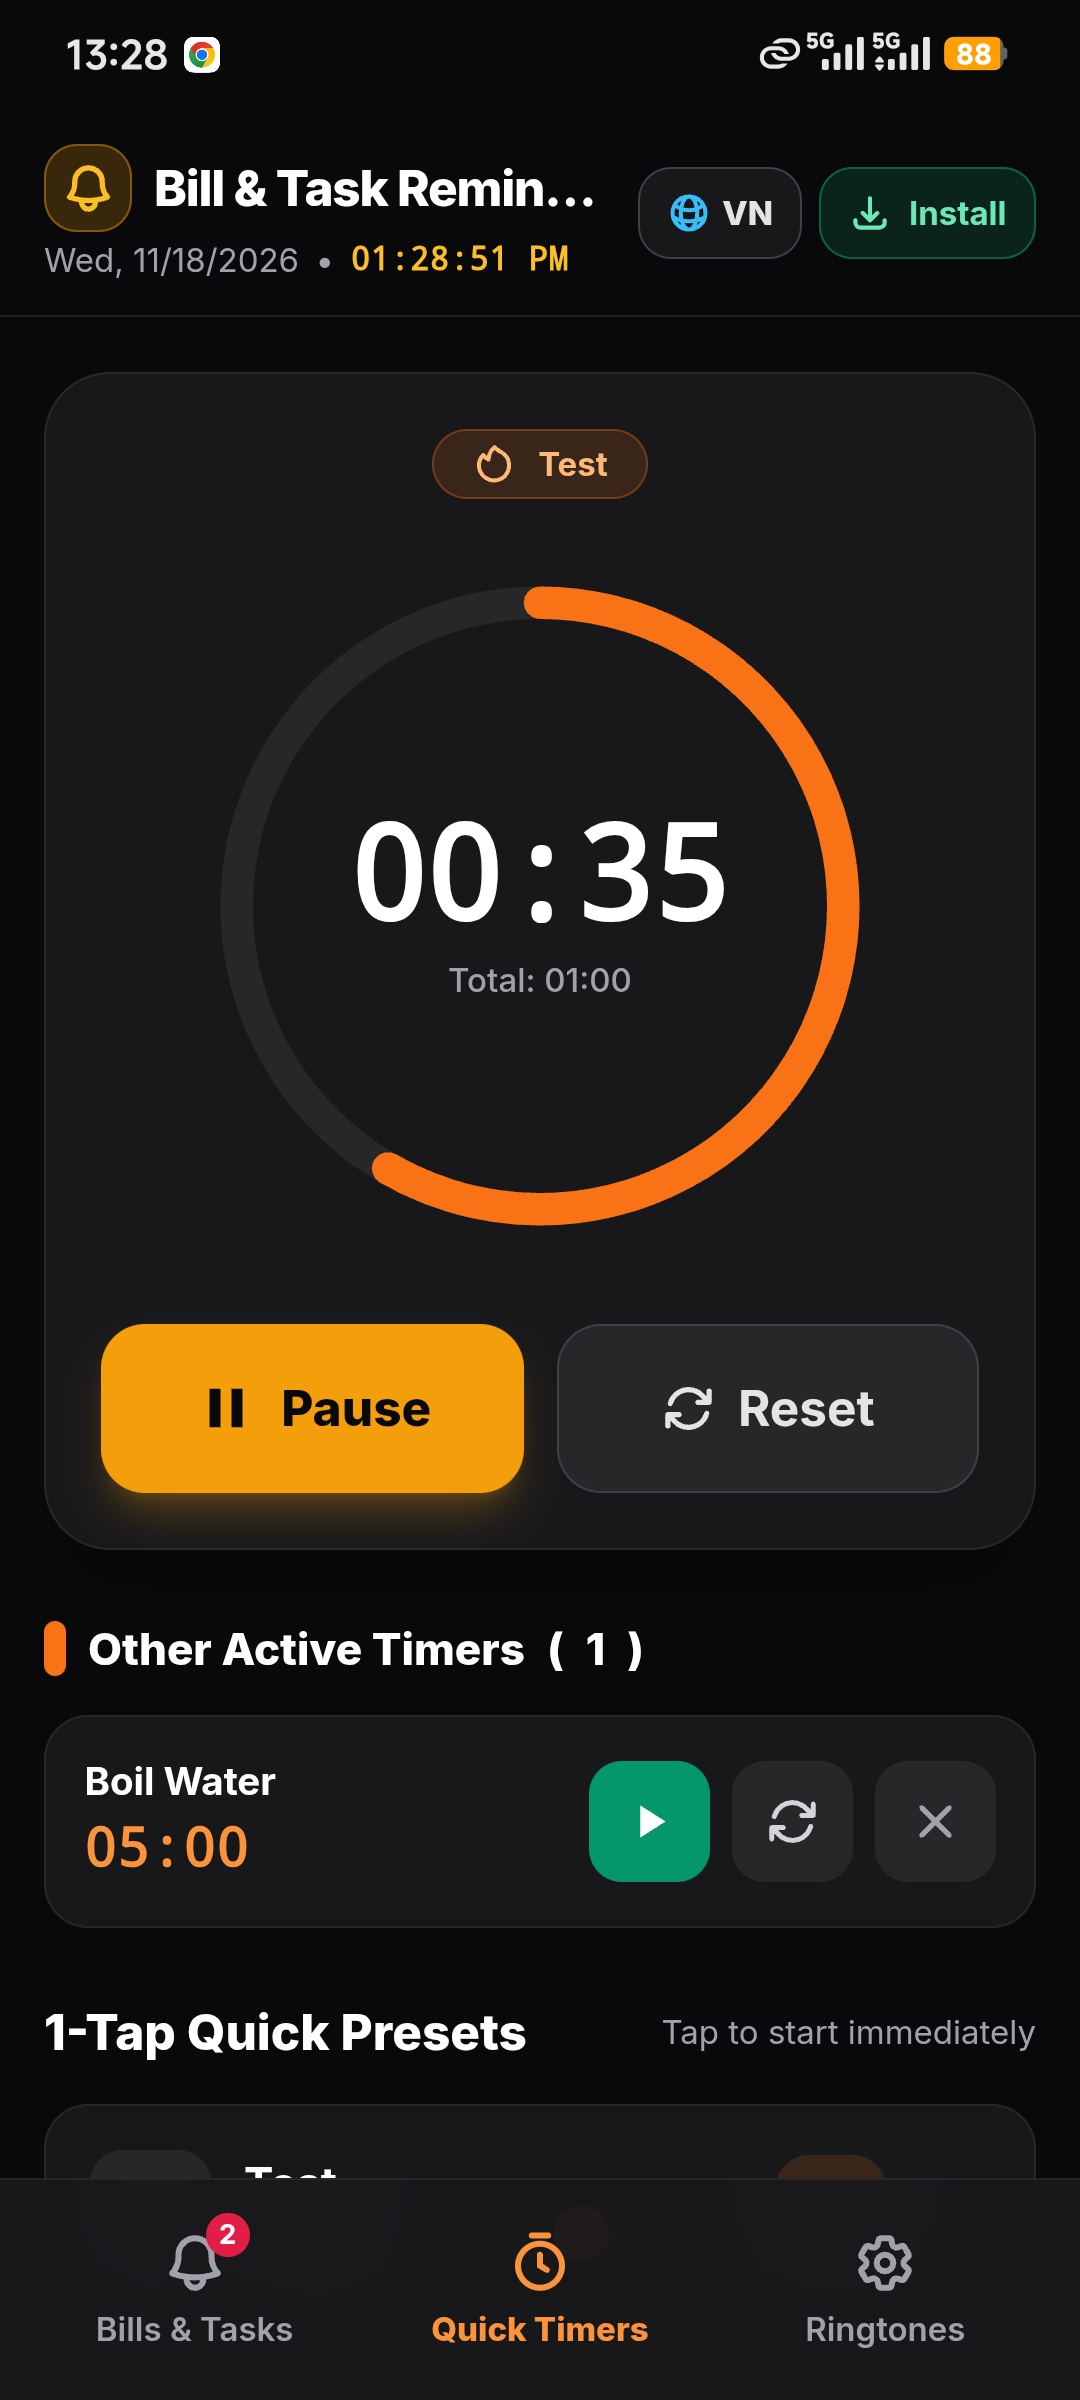 13:28
5G 5G 88
Bill & Task Remin...
VN
Install
Wed, 11/18/2026 • 01:28:51 PM
Test
00:35
Total: 01:00
Pause
Reset
Other Active Timers ( 1 )
Boil Water
05:00
1-Tap Quick Presets
Tap to start immediately
Test
2
Bills & Tasks
Quick Timers
Ringtones